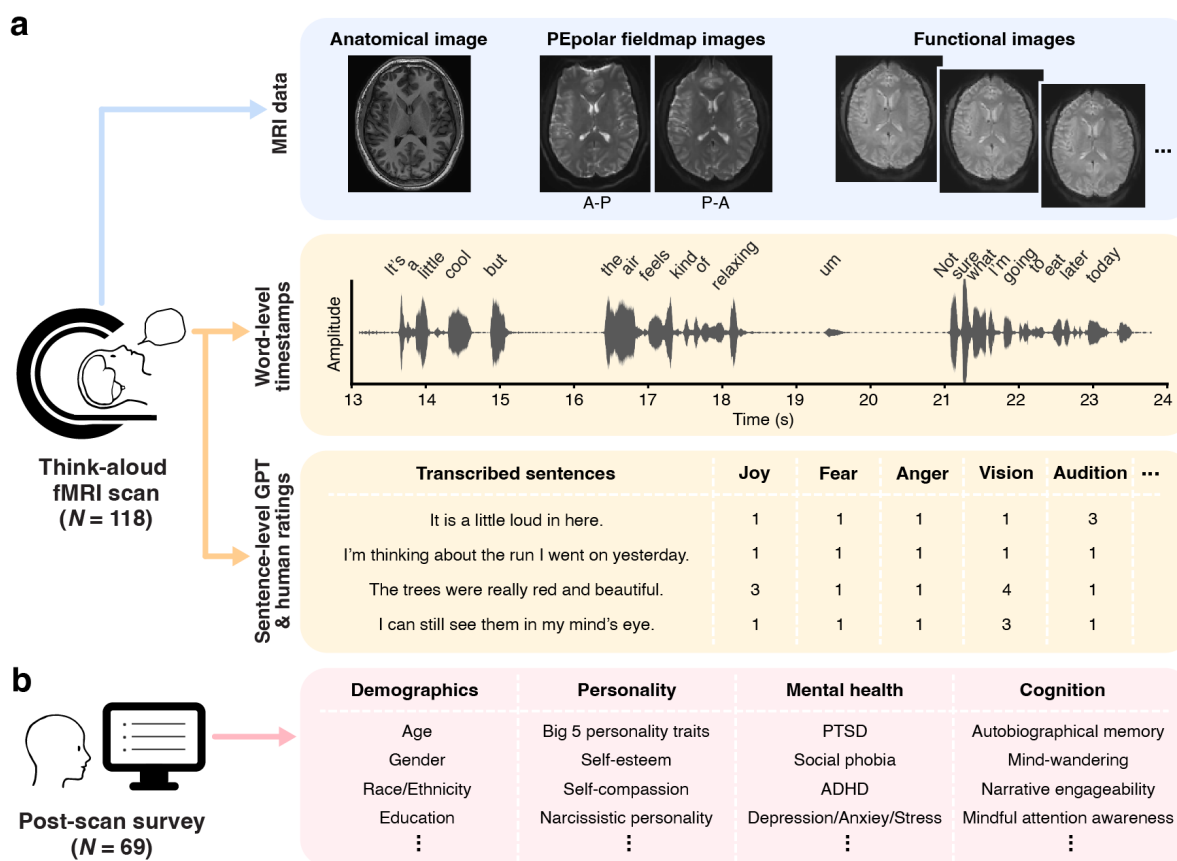 a
MRI data
Anatomical image
PEpolar fieldmap images
Functional images
A-P
P-A
...
Think-aloud
fMRI scan
(N = 118)
Word-level
timestamps
It's a little cool but the air feels kind of relaxing um Not sure what I'm going to eat later today
Amplitude
13 14 15 16 17 18 19 20 21 22 23 24
Time (s)
Sentence-level GPT
& human ratings
Transcribed sentences Joy Fear Anger Vision Audition ...
It is a little loud in here. 1 1 1 1 3
I'm thinking about the run I went on yesterday. 1 1 1 1 1
The trees were really red and beautiful. 3 1 1 4 1
I can still see them in my mind's eye. 1 1 1 3 1
b
Post-scan survey
(N = 69)
Demographics Personality Mental health Cognition
Age Big 5 personality traits PTSD Autobiographical memory
Gender Self-esteem Social phobia Mind-wandering
Race/Ethnicity Self-compassion ADHD Narrative engageability
Education Narcissistic personality Depression/Anxiey/Stress Mindful attention awareness
⋮ ⋮ ⋮ ⋮